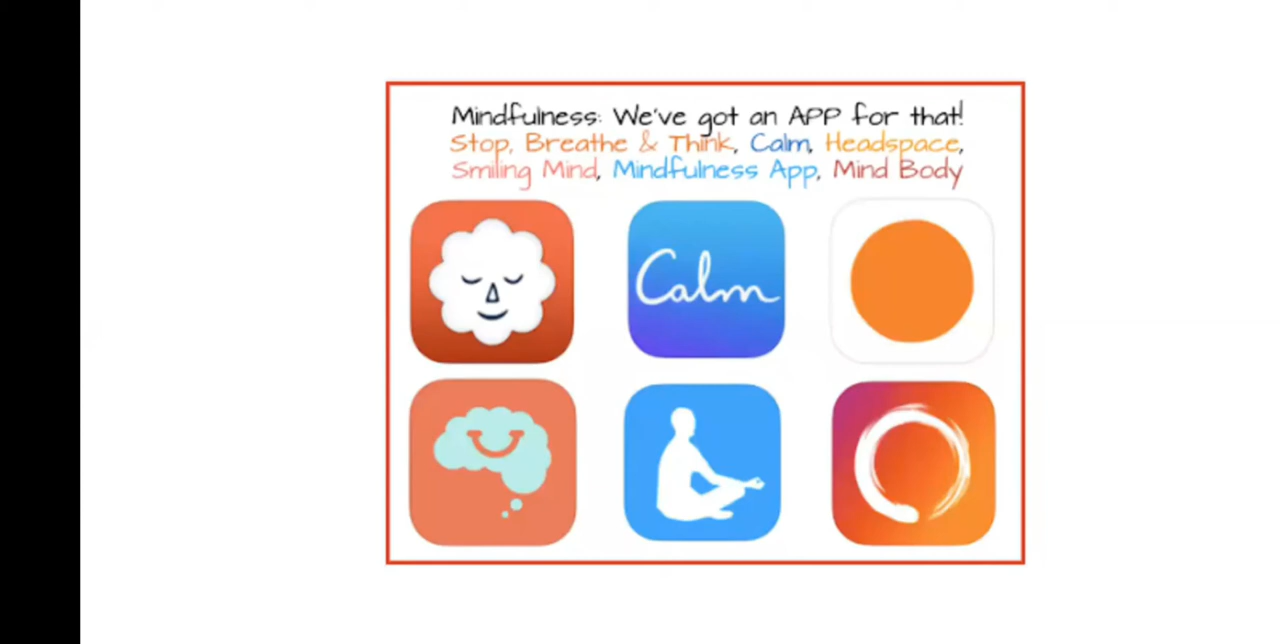 Mindfulness: We've got an APP for that!
Stop, Breathe & Think, Calm, Headspace,
Smiling Mind, Mindfulness App, Mind Body
Calm